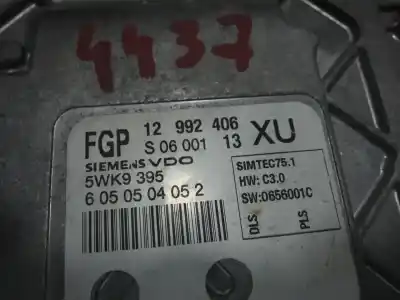 4437
FGP 12 992 406 XU
S 06 001 13
SIEMENS VDO
5WK9 395
6 05 05 04 05 2
SIMTEC75.1
HW: C3.0
SW:0656001C
DLS
PLS